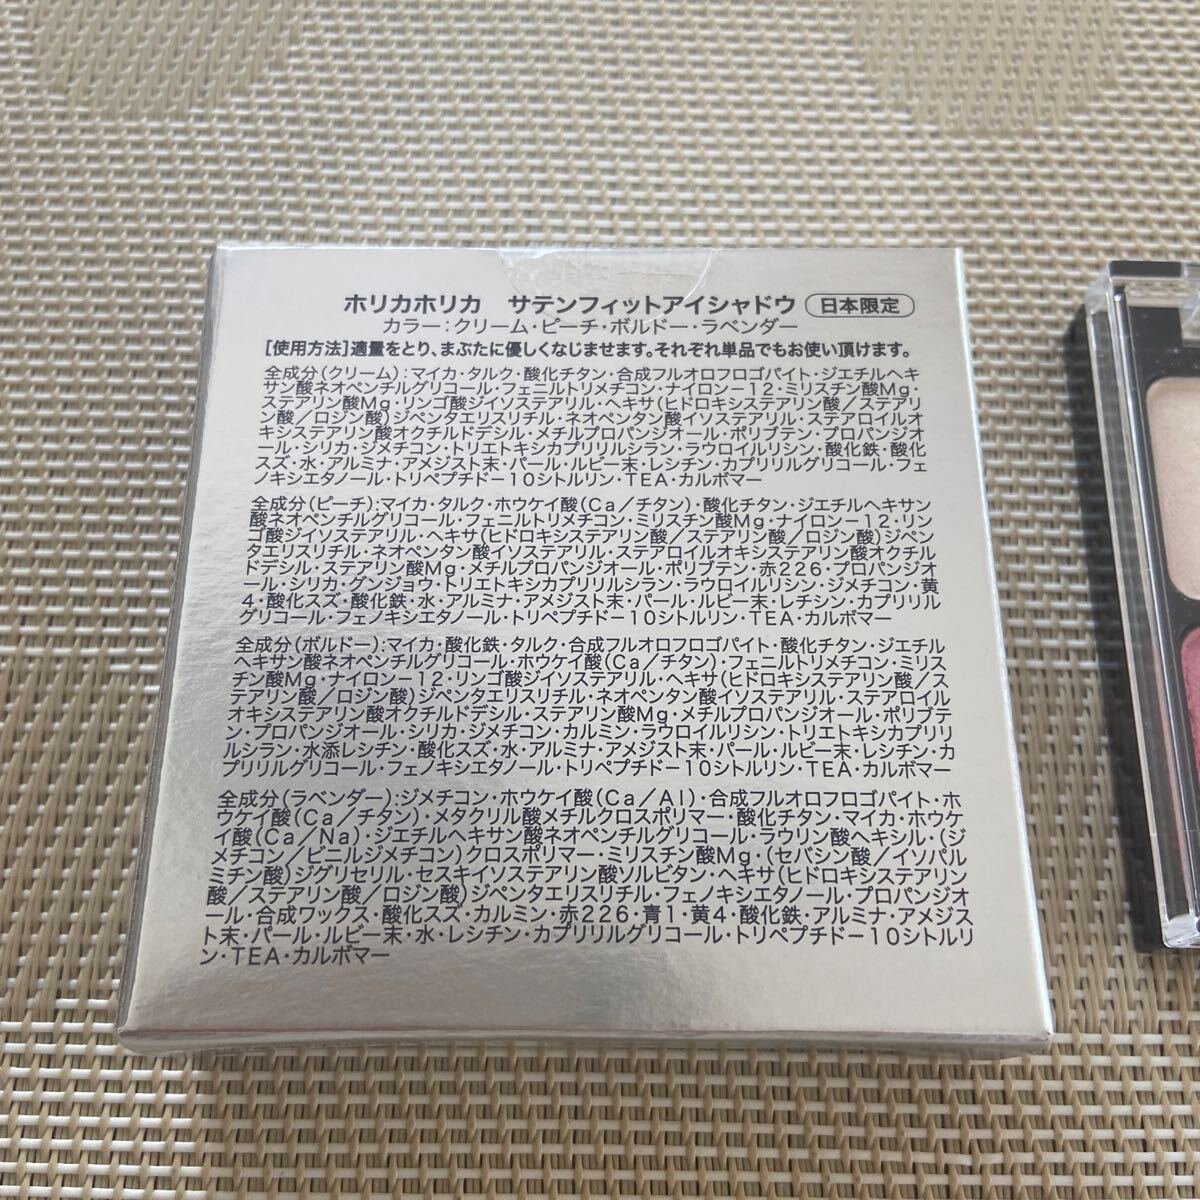 ホリカホリカ　サテンフィットアイシャドウ 日本限定
カラー：クリーム・ピーチ・ボルドー・ラベンダー
[使用方法]適量をとり、まぶたに優しくなじませます。それぞれ単品でもお使い頂けます。
全成分(クリーム)：マイカ・タルク・酸化チタン・合成フルオロフロゴパイト・ジエチルヘキ
サン酸ネオペンチルグリコール・フェニルトリメチコン・ナイロン－12・ミリスチン酸Mg・
ステアリン酸Mg・リンゴ酸ジイソステアリル・ヘキサ(ヒドロキシステアリン酸／ステアリ
ン酸／ロジン酸)ジペンタエリスリチル・ネオペンタン酸イソステアリル・ステアロイルオ
キシステアリン酸オクチルドデシル・メチルプロパンジオール・ポリブテン・プロパンジオ
ール・シリカ・ジメチコン・トリエトキシカプリリルシラン・ラウロイルリシン・酸化鉄・酸化
スズ・水・アルミナ・アメジスト末・パール・ルビー末・レシチン・カプリリルグリコール・フェ
ノキシエタノール・トリペプチド－10シトルリン・TEA・カルボマー
全成分(ピーチ)：マイカ・タルク・ホウケイ酸(Ca／チタン)・酸化チタン・ジエチルヘキサン
酸ネオペンチルグリコール・フェニルトリメチコン・ミリスチン酸Mg・ナイロン－12・リン
ゴ酸ジイソステアリル・ヘキサ(ヒドロキシステアリン酸／ステアリン酸／ロジン酸)ジペン
タエリスリチル・ネオペンタン酸イソステアリル・ステアロイルオキシステアリン酸オクチル
ドデシル・ステアリン酸Mg・メチルプロパンジオール・ポリブテン・赤226・プロパンジオ
ール・シリカ・グンジョウ・トリエトキシカプリリルシラン・ラウロイルリシン・ジメチコン・黄
4・酸化スズ・酸化鉄・水・アルミナ・アメジスト末・パール・ルビー末・レチシン・カプリリル
グリコール・フェノキシエタノール・トリペプチド－10シトルリン・TEA・カルボマー
全成分(ボルドー)：マイカ・酸化鉄・タルク・合成フルオロフロゴパイト・酸化チタン・ジエチル
ヘキサン酸ネオペンチルグリコール・ホウケイ酸(Ca／チタン)・フェニルトリメチコン・ミリス
チン酸Mg・ナイロン－12・リンゴ酸ジイソステアリル・ヘキサ(ヒドロキシステアリン酸／ス
テアリン酸／ロジン酸)ジペンタエリスリチル・ネオペンタン酸イソステアリル・ステアロイル
オキシステアリン酸オクチルドデシル・ステアリン酸Mg・メチルプロパンジオール・ポリブテ
ン・プロパンジオール・シリカ・ジメチコン・カルミン・ラウロイルリシン・トリエトキシカプリリ
ルシラン・水添レシチン・酸化スズ・水・アルミナ・アメジスト末・パール・ルビー末・レシチン・カ
プリリルグリコール・フェノキシエタノール・トリペプチド－10シトルリン・TEA・カルボマー
全成分(ラベンダー)：ジメチコン・ホウケイ酸(Ca／Al)・合成フルオロフロゴパイト・ホ
ウケイ酸(Ca／チタン)・メタクリル酸メチルクロスポリマー・酸化チタン・マイカ・ホウケ
イ酸(Ca／Na)・ジエチルヘキサン酸ネオペンチルグリコール・ラウリン酸ヘキシル・(ジ
メチコン／ビニルジメチコン)クロスポリマー・ミリスチン酸Mg・(セバシン酸／イソパル
ミチン酸)ジグリセリル・セスキイソステアリン酸ソルビタン・ヘキサ(ヒドロキシステアリン
酸／ステアリン酸／ロジン酸)ジペンタエリスリチル・フェノキシエタノール・プロパンジオ
ール・合成ワックス・酸化スズ・カルミン・赤226・青1・黄4・酸化鉄・アルミナ・アメジス
ト末・パール・ルビー末・水・レシチン・カプリリルグリコール・トリペプチド－10シトルリ
ン・TEA・カルボマー